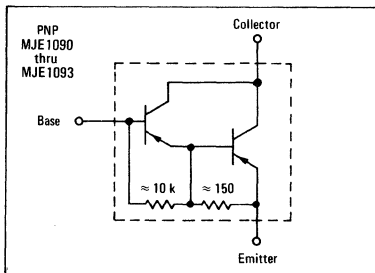 PNP
MJE1090
thru
MJE1093
Collector
Base
≈ 10 k
≈ 150
Emitter